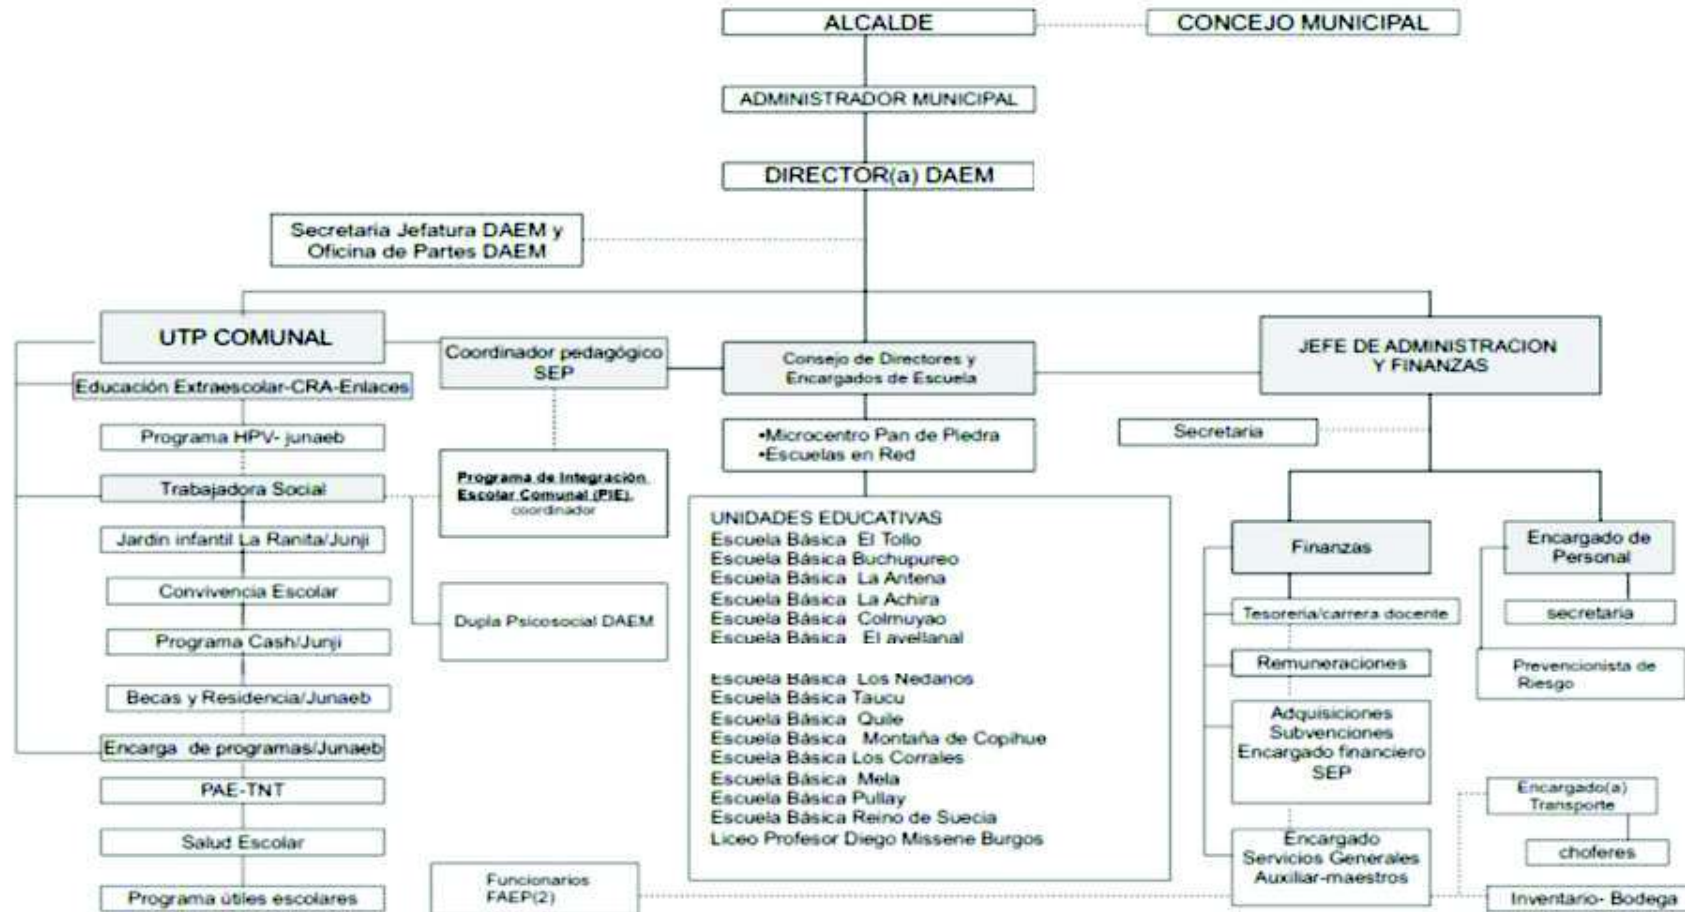 ALCALDE
CONCEJO MUNICIPAL
ADMINISTRADOR MUNICIPAL
DIRECTOR(a) DAEM
Secretaria Jefatura DAEM y
Oficina de Partes DAEM
UTP COMUNAL
Educación Extraescolar-CRA-Enlaces
Programa HPV- junaeb
Trabajadora Social
Jardin infantil La Ranita/Junji
Convivencia Escolar
Programa Cash/Junji
Becas y Residencia/Junaeb
Encarga de programas/Junaeb
PAE-TNT
Salud Escolar
Programa útiles escolares
Coordinador pedagógico
SEP
Programa de Integración
Escolar Comunal (PIE),
coordinador
Dupla Psicosocial DAEM
Funcionarios
FAEP(2)
Consejo de Directores y
Encargados de Escuela
•Microcentro Pan de Piedra
•Escuelas en Red
UNIDADES EDUCATIVAS
Escuela Básica El Tollo
Escuela Básica Buchupureo
Escuela Básica La Antena
Escuela Básica La Achira
Escuela Básica Colmuyao
Escuela Básica El avellanal
Escuela Básica Los Nedanos
Escuela Básica Taucu
Escuela Básica Quile
Escuela Básica Montaña de Copihue
Escuela Básica Los Corrales
Escuela Básica Mela
Escuela Básica Pullay
Escuela Básica Reino de Suecia
Liceo Profesor Diego Missene Burgos
JEFE DE ADMINISTRACION
Y FINANZAS
Secretaria
Finanzas
Tesoreria/carrera docente
Remuneraciones
Adquisiciones
Subvenciones
Encargado financiero
SEP
Encargado
Servicios Generales
Auxiliar-maestros
Encargado de
Personal
secretaria
Prevencionista de
Riesgo
Encargado(a)
Transporte
choferes
Inventario- Bodega